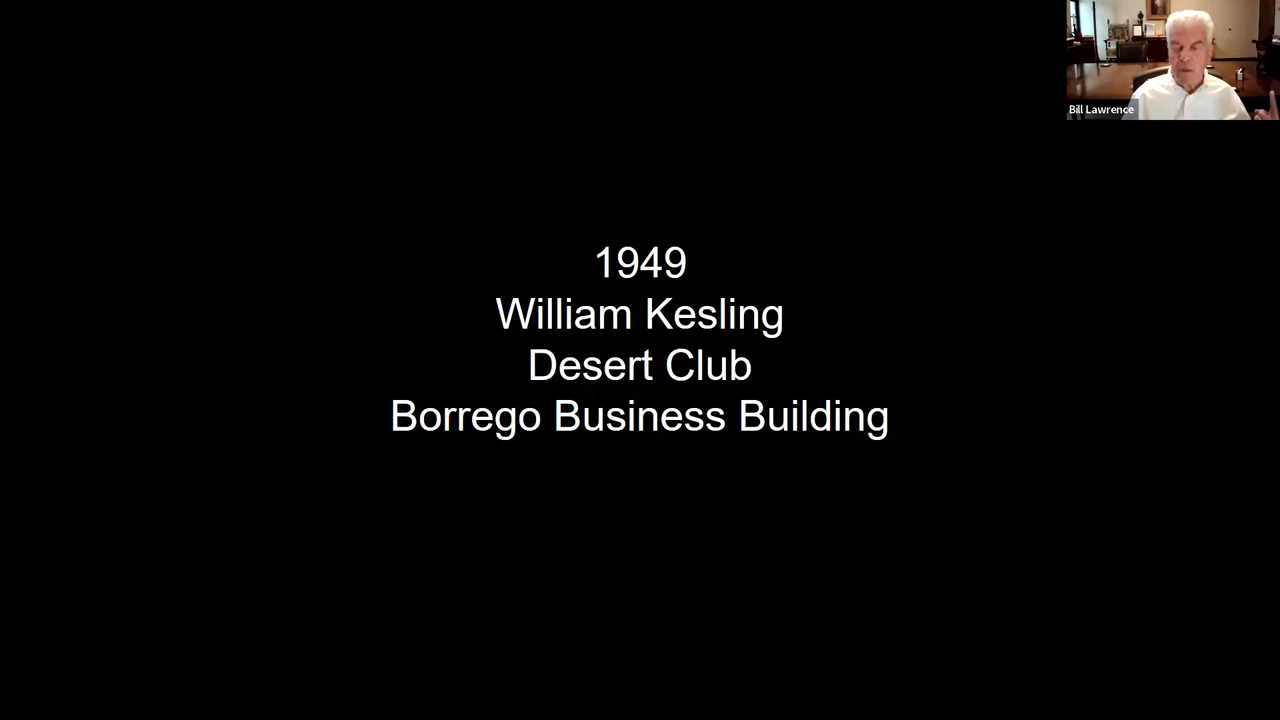 Bill Lawrence
1949
William Kesling
Desert Club
Borrego Business Building